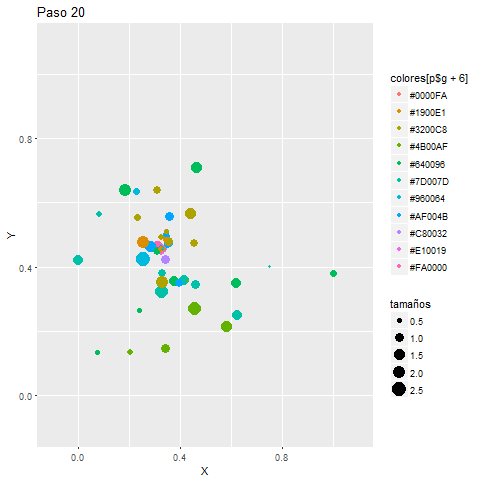 Paso 20
Y
0.8
0.4
0.0
0.0
0.4
0.8
X
colores[p$g + 6]
#0000FA
#1900E1
#3200C8
#4B00AF
#640096
#7D007D
#960064
#AF004B
#C80032
#E10019
#FA0000
tamaños
0.5
1.0
1.5
2.0
2.5